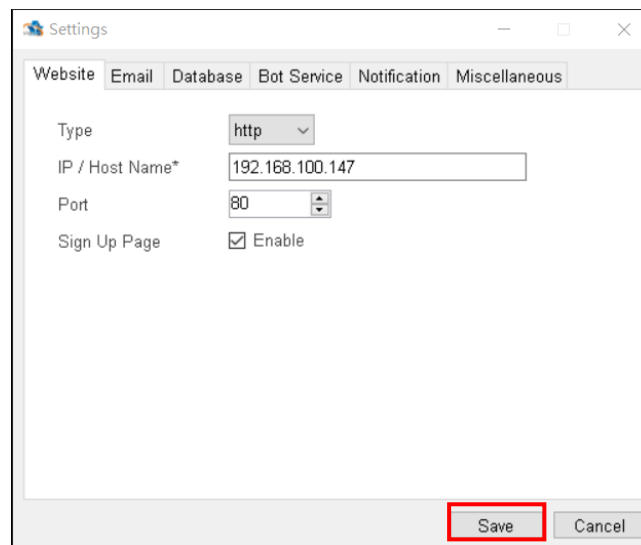 Settings
Website Email Database Bot Service Notification Miscellaneous
Type http
IP / Host Name* 192.168.100.147
Port 80
Sign Up Page Enable
Save Cancel